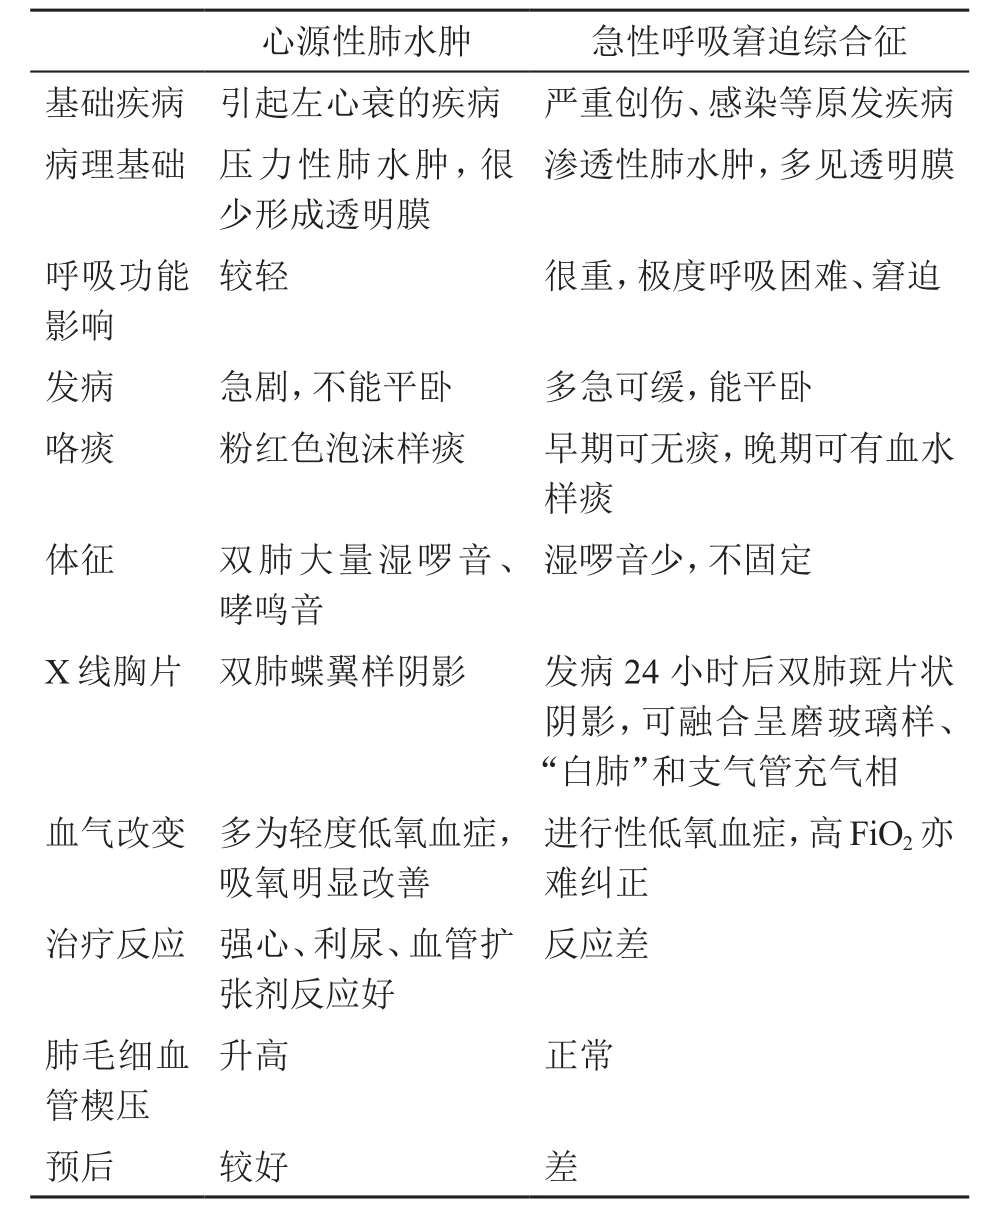 心源性肺水肿 急性呼吸窘迫综合征
基础疾病 引起左心衰的疾病 严重创伤、感染等原发疾病
病理基础 压力性肺水肿，很 渗透性肺水肿，多见透明膜
少形成透明膜
呼吸功能 较轻 很重，极度呼吸困难、窘迫
影响
发病 急剧，不能平卧 多急可缓，能平卧
咯痰 粉红色泡沫样痰 早期可无痰，晚期可有血水
样痰
体征 双肺大量湿啰音、 湿啰音少，不固定
哮鸣音
X线胸片 双肺蝶翼样阴影 发病 24 小时后双肺斑片状
阴影，可融合呈磨玻璃样、
“白肺”和支气管充气相
血气改变 多为轻度低氧血症， 进行性低氧血症，高FiO₂亦
吸氧明显改善 难纠正
治疗反应 强心、利尿、血管扩 反应差
张剂反应好
肺毛细血 升高 正常
管楔压
预后 较好 差